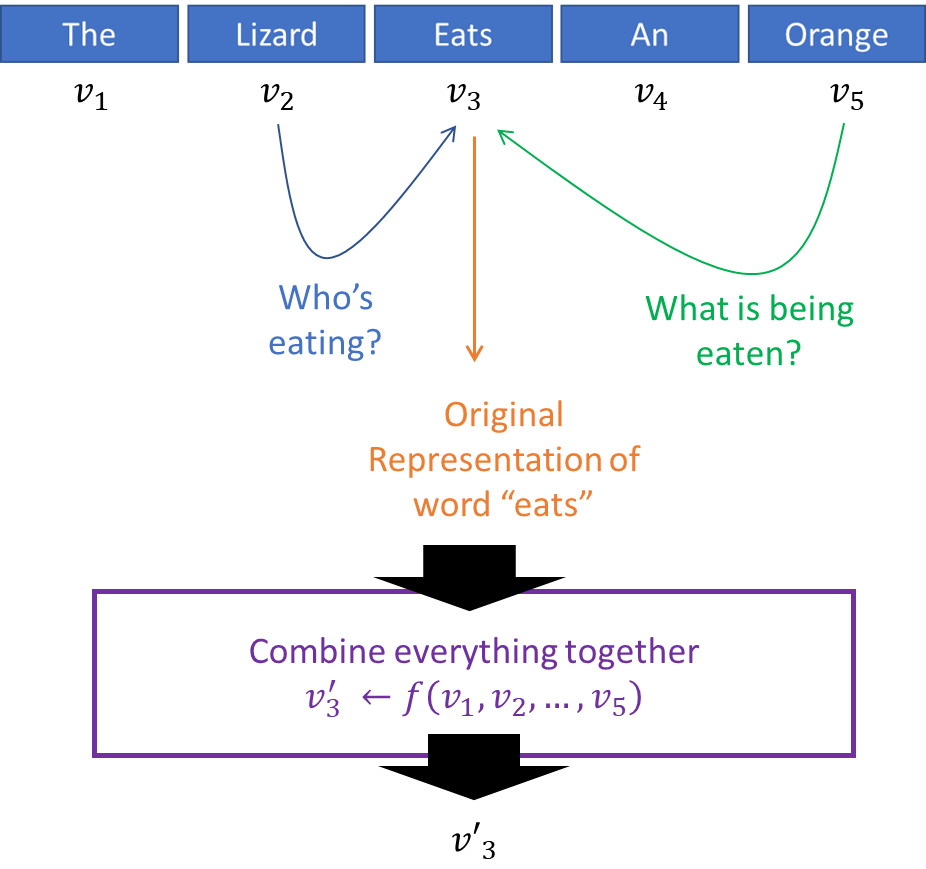 The Lizard Eats An Orange
v₁ v₂ v₃ v₄ v₅
Who’s
eating?
What is being
eaten?
Original
Representation of
word “eats”
Combine everything together
v₃′ ← f(v₁, v₂, … , v₅)
v′₃